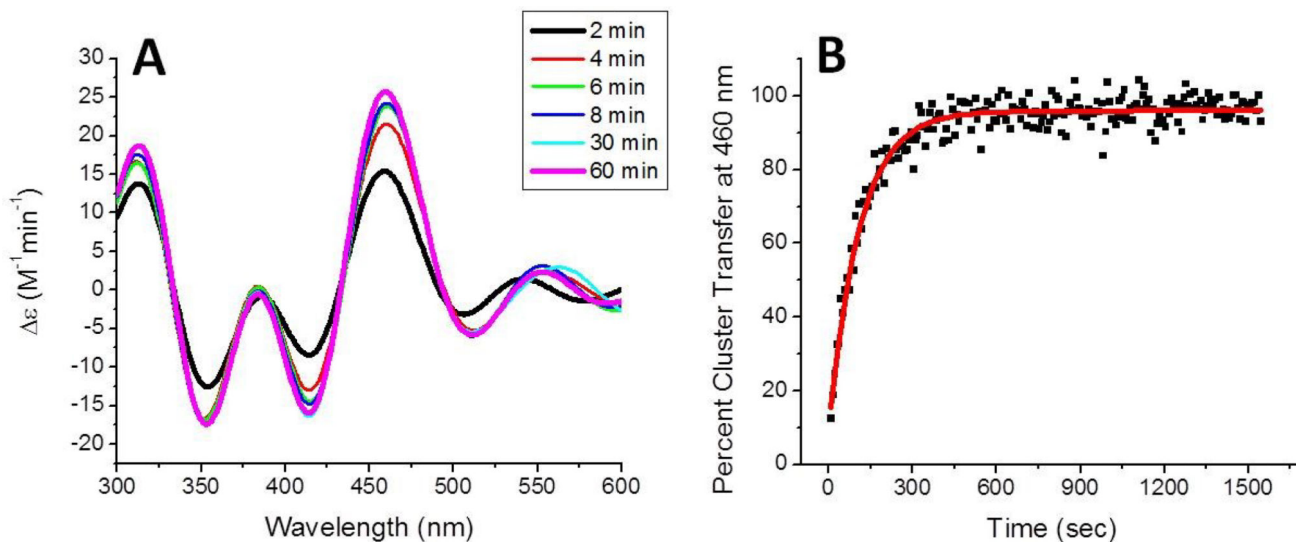 A
2 min
4 min
6 min
8 min
30 min
60 min
30
25
20
15
10
5
0
-5
-10
-15
-20
Δε (M⁻¹min⁻¹)
300 350 400 450 500 550 600
Wavelength (nm)
B
100
80
60
40
20
0
Percent Cluster Transfer at 460 nm
0 300 600 900 1200 1500
Time (sec)